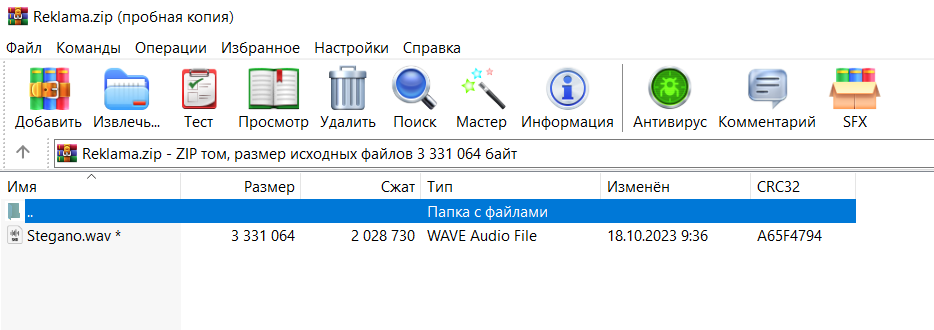 Reklama.zip (пробная копия)
Файл Команды Операции Избранное Настройки Справка
Добавить Извлечь... Тест Просмотр Удалить Поиск Мастер Информация Антивирус Комментарий SFX
Reklama.zip - ZIP том, размер исходных файлов 3 331 064 байт
Имя Размер Сжат Тип Изменён CRC32
.. Папка с файлами
Stegano.wav * 3 331 064 2 028 730 WAVE Audio File 18.10.2023 9:36 A65F4794